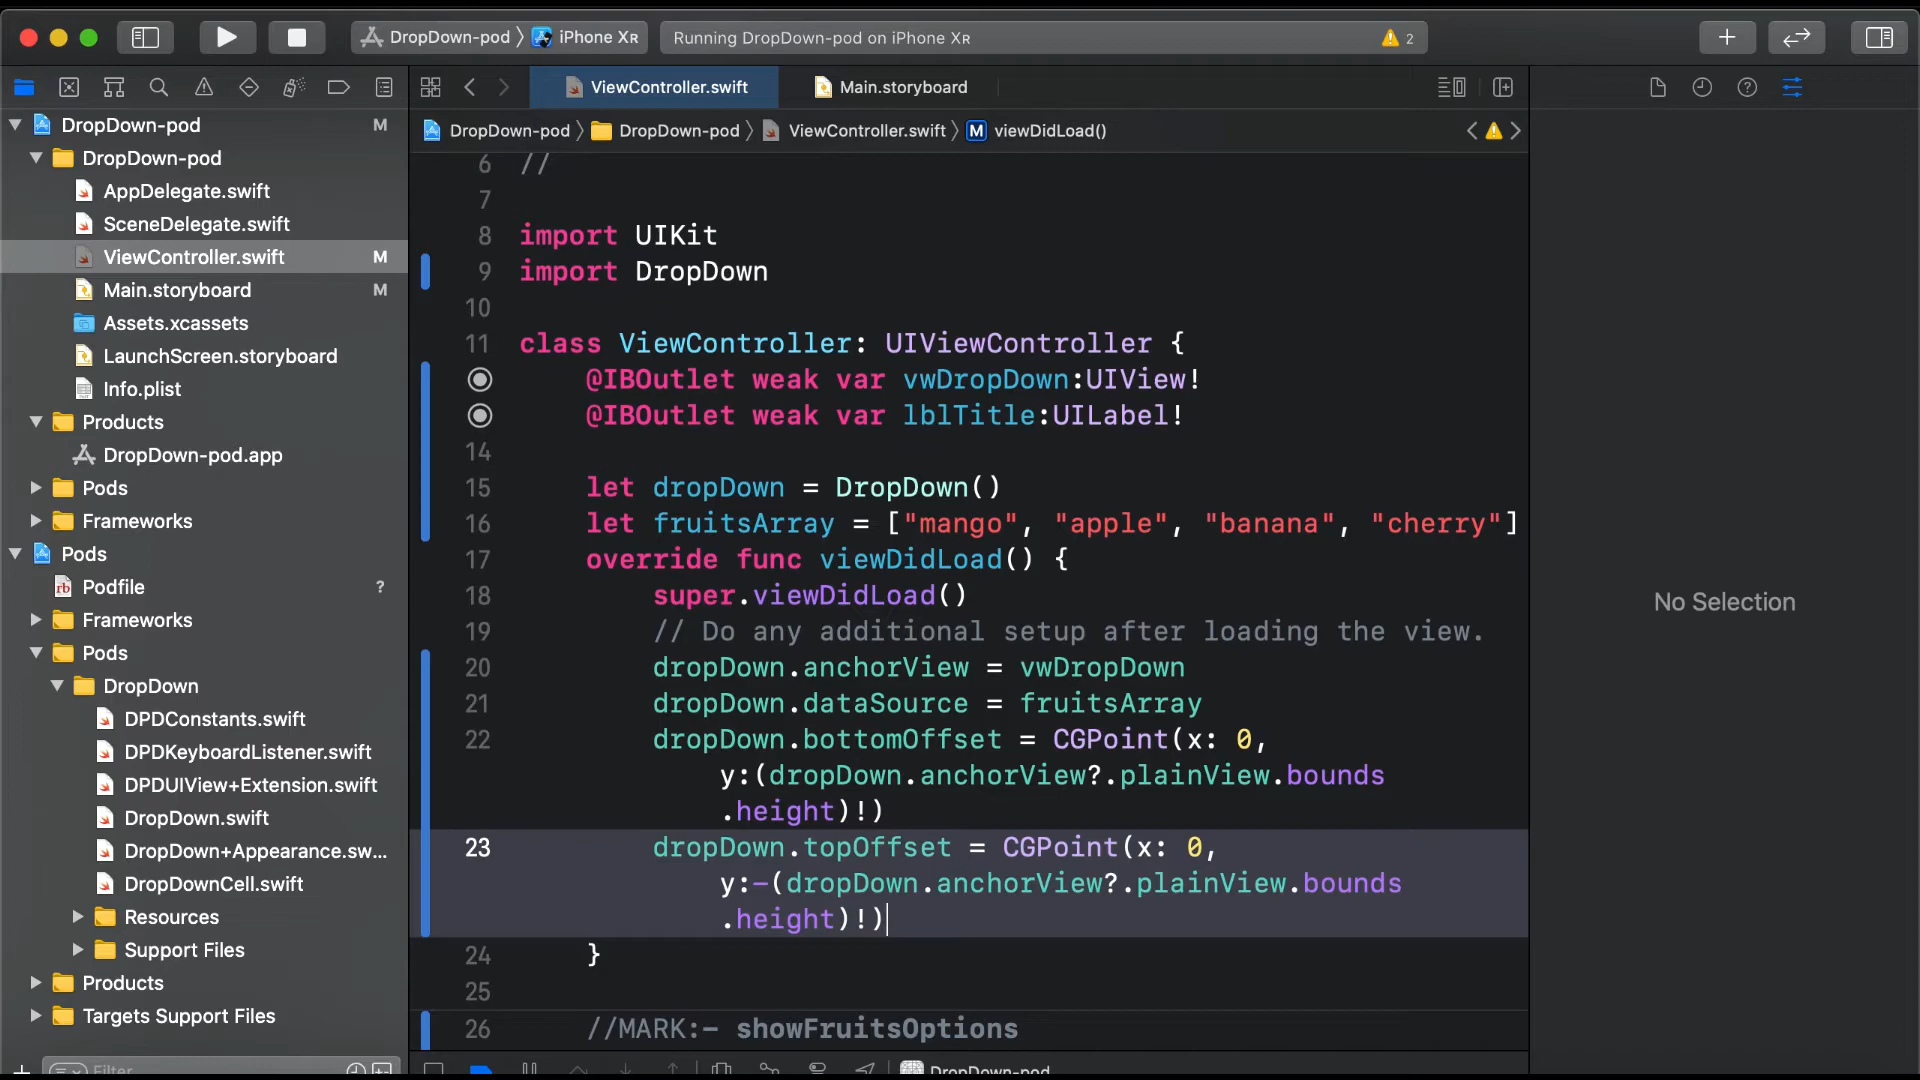 DropDown-pod 〉 iPhone XR
Running DropDown-pod on iPhone XR
2
ViewController.swift
Main.storyboard
DropDown-pod 〉 DropDown-pod 〉 ViewController.swift 〉 M viewDidLoad()
DropDown-pod M
DropDown-pod
AppDelegate.swift
SceneDelegate.swift
ViewController.swift M
Main.storyboard M
Assets.xcassets
LaunchScreen.storyboard
Info.plist
Products
DropDown-pod.app
Pods
Frameworks
Pods
rb Podfile ?
Frameworks
Pods
DropDown
DPDConstants.swift
DPDKeyboardListener.swift
DPDUIView+Extension.swift
DropDown.swift
DropDown+Appearance.sw...
DropDownCell.swift
Resources
Support Files
Products
Targets Support Files
Filter
6 //
7
8 import UIKit
9 import DropDown
10
11 class ViewController: UIViewController {
@IBOutlet weak var vwDropDown:UIView!
@IBOutlet weak var lblTitle:UILabel!
14
15 let dropDown = DropDown()
16 let fruitsArray = ["mango", "apple", "banana", "cherry"]
17 override func viewDidLoad() {
18 super.viewDidLoad()
19 // Do any additional setup after loading the view.
20 dropDown.anchorView = vwDropDown
21 dropDown.dataSource = fruitsArray
22 dropDown.bottomOffset = CGPoint(x: 0,
y:(dropDown.anchorView?.plainView.bounds
.height)!)
23 dropDown.topOffset = CGPoint(x: 0,
y:-(dropDown.anchorView?.plainView.bounds
.height)!)
24 }
25
26 //MARK:- showFruitsOptions
DropDown-pod
No Selection